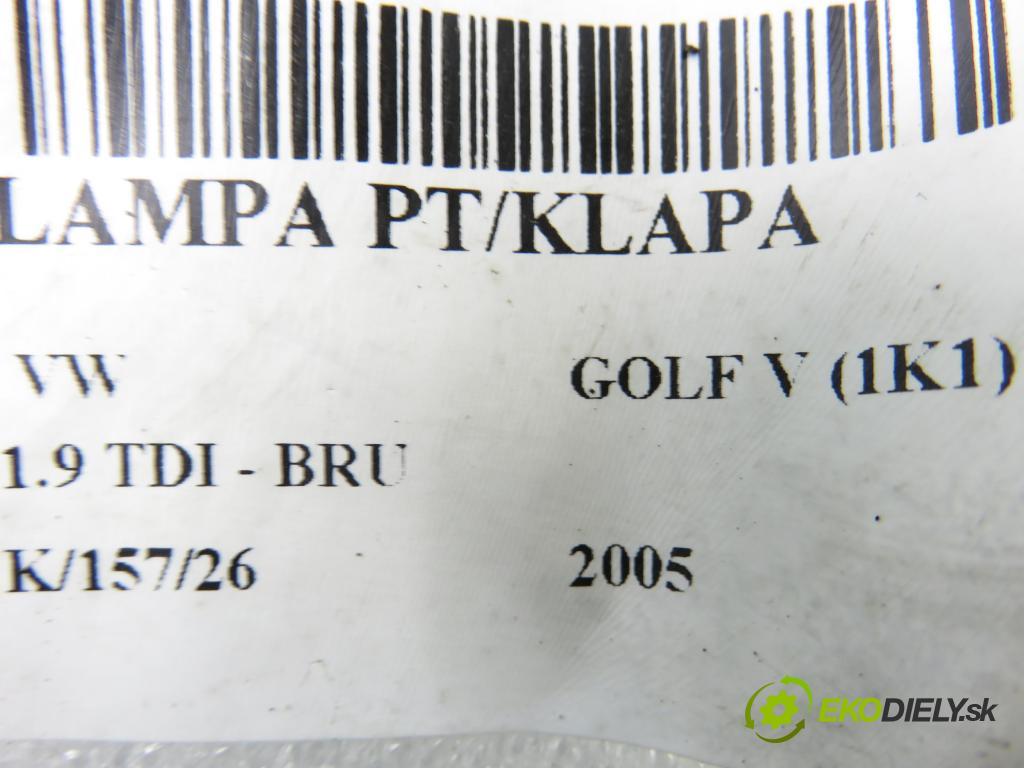 LAMPA PT/KLAPA
VW GOLF V (1K1)
1.9 TDI - BRU
K/157/26 2005
EKODIELY.sk